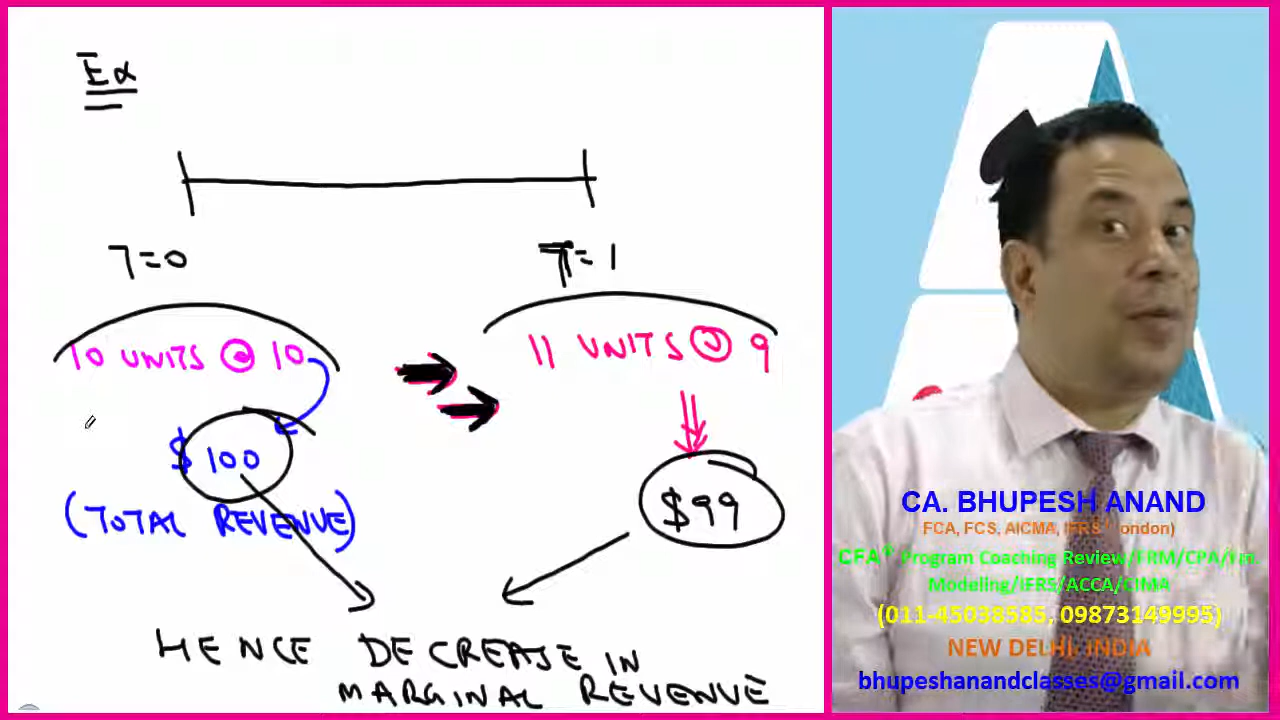 Ex
T=0
T=1
10 UNITS @ 10
11 UNITS @ 9
$ 100
$99
(TOTAL REVENUE)
HENCE DECREASE IN
MARGINAL REVENUE
CA. BHUPESH ANAND
FCA, FCS, AICMA, IFRS ondon)
CFA® Program Coaching Review/FRM/CPA/
Modeling/IFRS/ACCA/CIMA
(011-45038585, 09873149995)
NEW DELHI. INDIA
bhupeshanandclasses@gmail.com